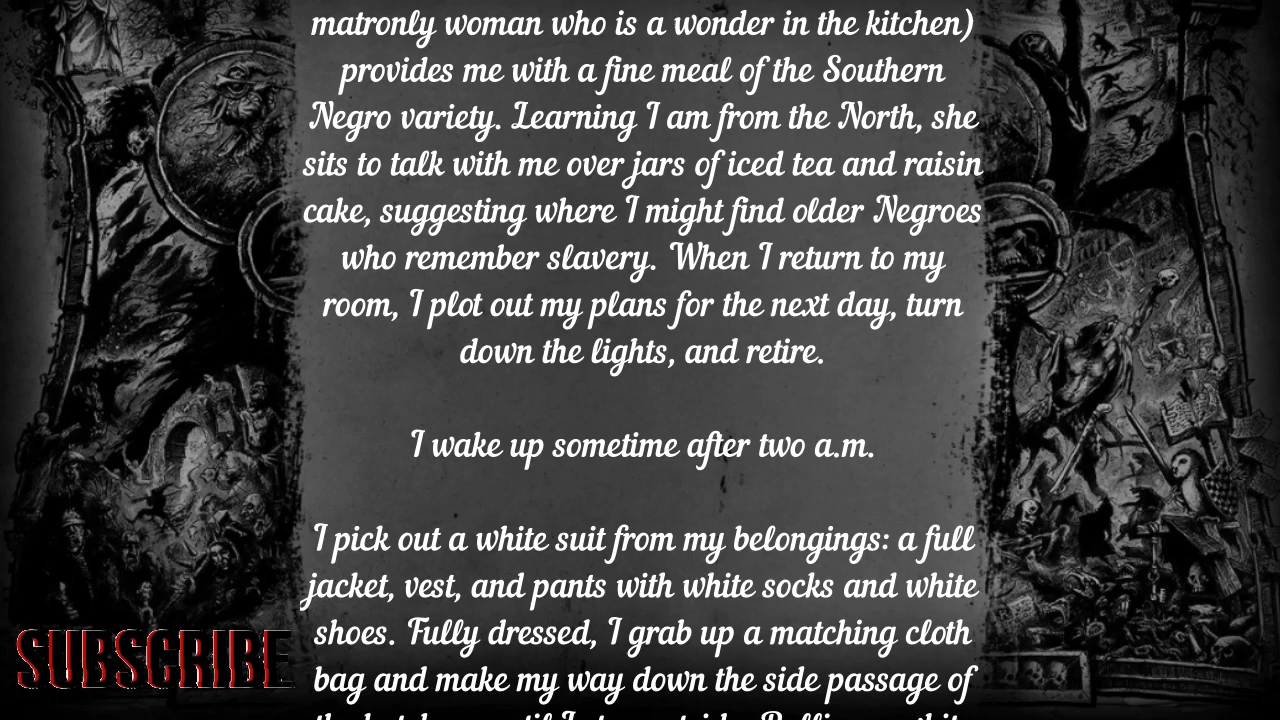 matronly woman who is a wonder in the kitchen)
provides me with a fine meal of the Southern
Negro variety. Learning I am from the North, she
sits to talk with me over jars of iced tea and raisin
cake, suggesting where I might find older Negroes
who remember slavery. When I return to my
room, I plot out my plans for the next day, turn
down the lights, and retire.
I wake up sometime after two a.m.
I pick out a white suit from my belongings: a full
jacket, vest, and pants with white socks and white
shoes. Fully dressed, I grab up a matching cloth
bag and make my way down the side passage of
SUBSCRIBE